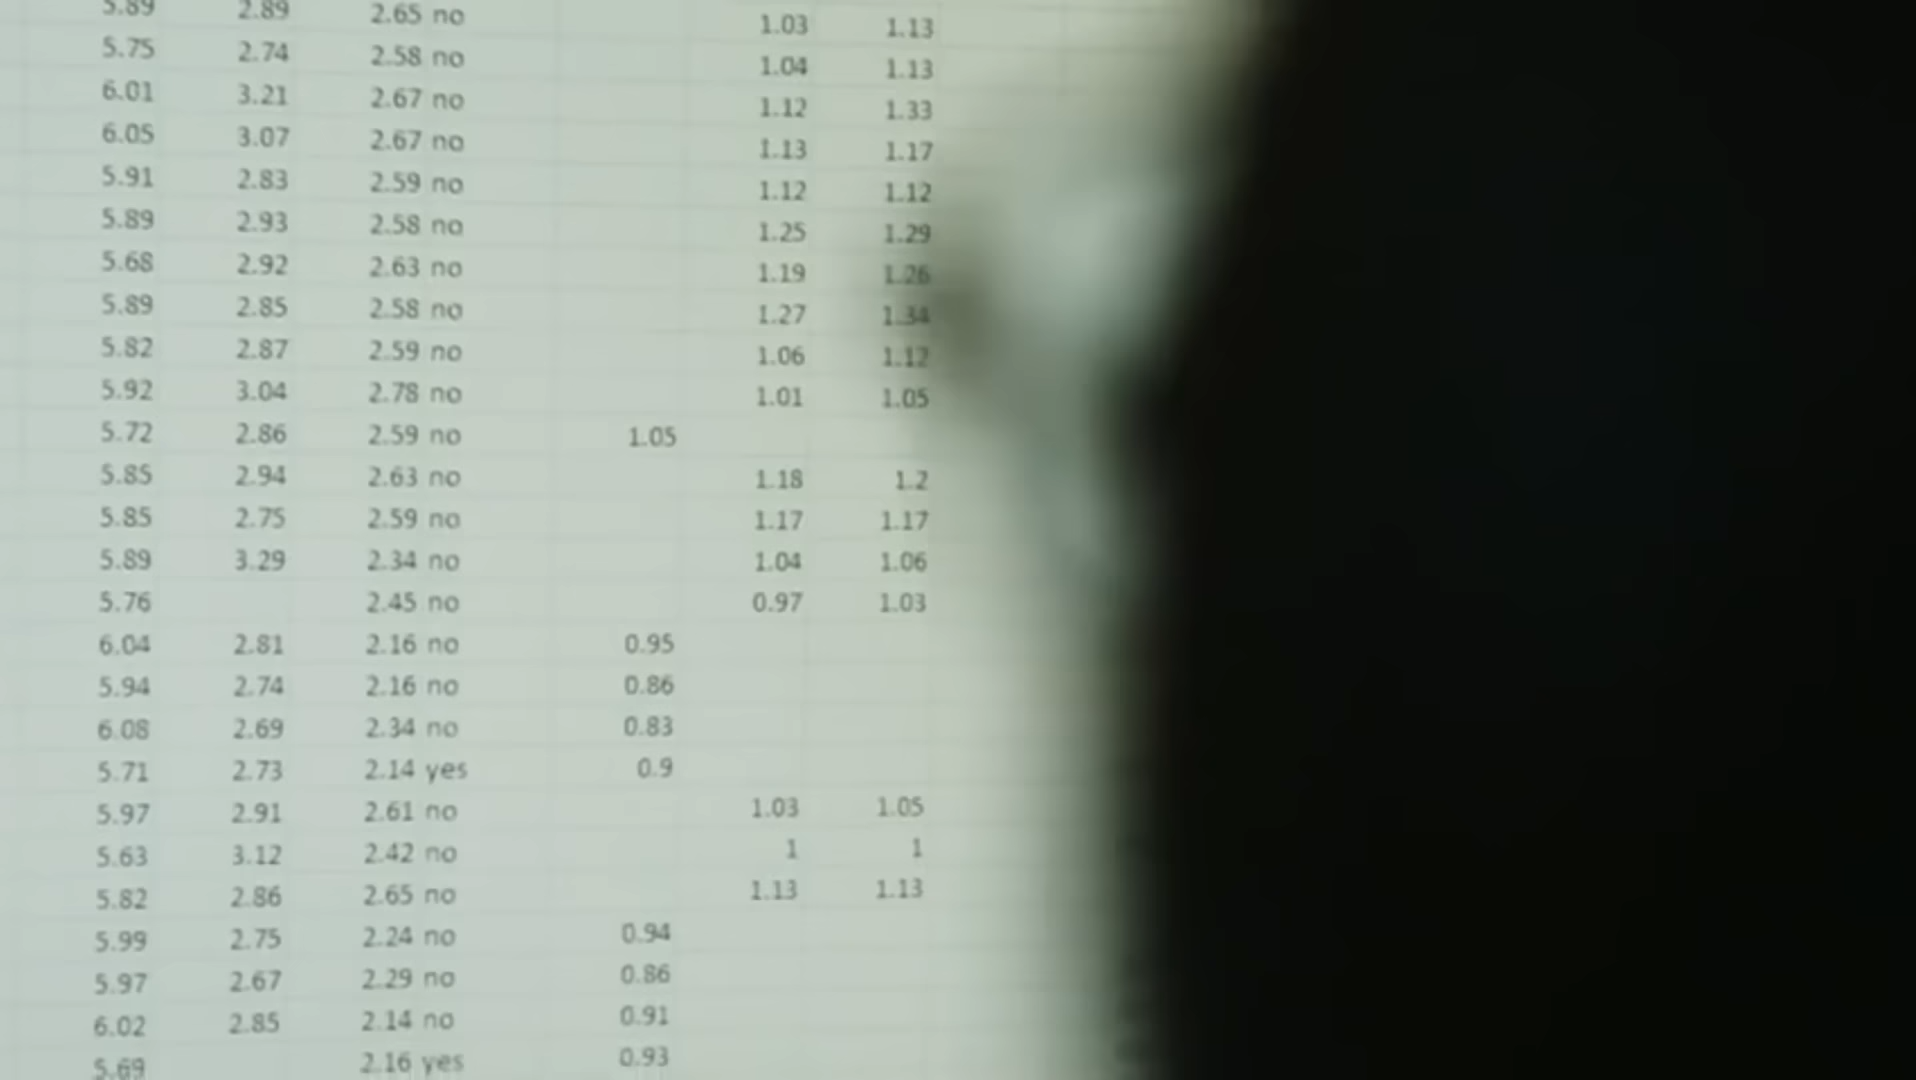 5.89 2.89 2.65 no 1.03 1.13
5.75 2.74 2.58 no 1.04 1.13
6.01 3.21 2.67 no 1.12 1.33
6.05 3.07 2.67 no 1.13 1.17
5.91 2.83 2.59 no 1.12 1.12
5.89 2.93 2.58 no 1.25 1.29
5.68 2.92 2.63 no 1.19 1.26
5.89 2.85 2.58 no 1.27 1.34
5.82 2.87 2.59 no 1.06 1.12
5.92 3.04 2.78 no 1.01 1.05
5.72 2.86 2.59 no 1.05
5.85 2.94 2.63 no 1.18 1.2
5.85 2.75 2.59 no 1.17 1.17
5.89 3.29 2.34 no 1.04 1.06
5.76 2.45 no 0.97 1.03
6.04 2.81 2.16 no 0.95
5.94 2.74 2.16 no 0.86
6.08 2.69 2.34 no 0.83
5.71 2.73 2.14 yes 0.9
5.97 2.91 2.61 no 1.03 1.05
5.63 3.12 2.42 no 1 1
5.82 2.86 2.65 no 1.13 1.13
5.99 2.75 2.24 no 0.94
5.97 2.67 2.29 no 0.86
6.02 2.85 2.14 no 0.91
5.69 2.16 yes 0.93